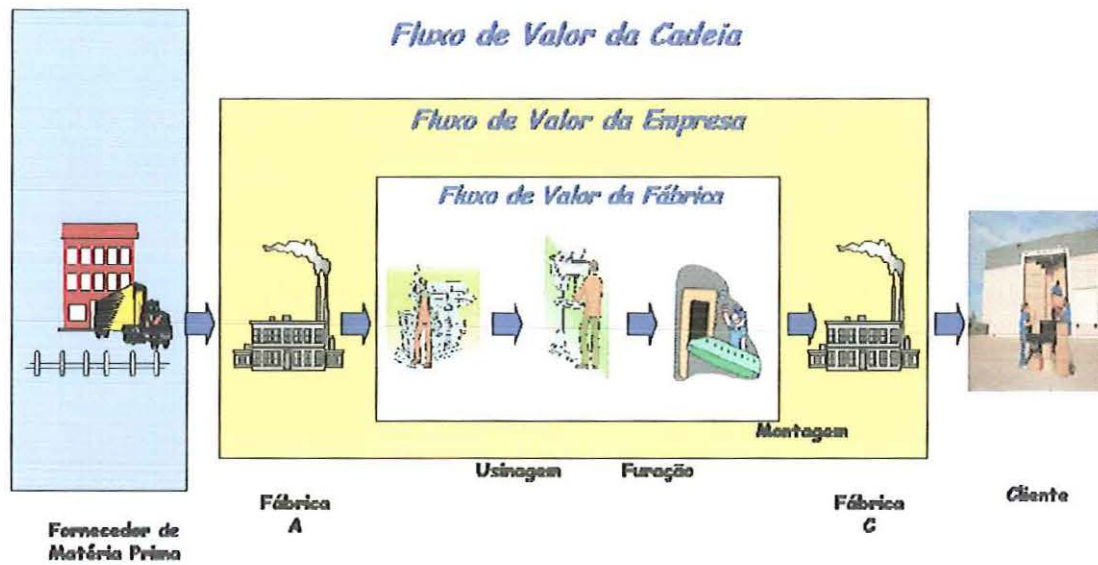 Fluxo de Valor da Cadeia
Fluxo de Valor da Empresa
Fluxo de Valor da Fábrica
Montagem
Usinagem
Furação
Fábrica
A
Fábrica
C
Cliente
Fornecedor de
Matéria Prima